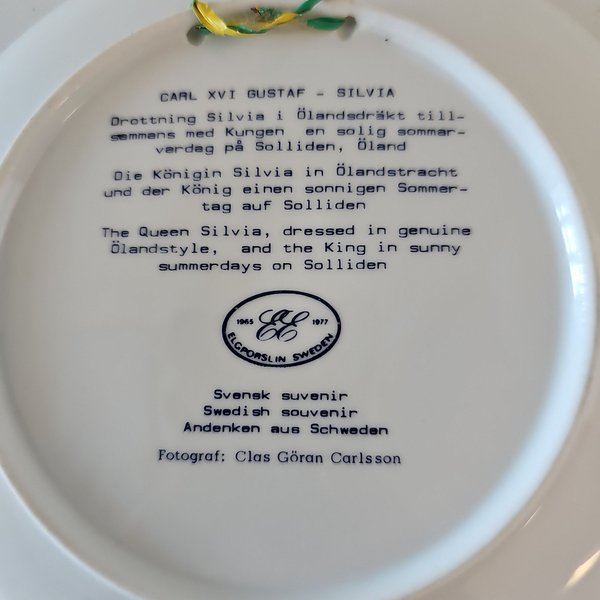 CARL XVI GUSTAF - SILVIA
Drottning Silvia i Ölandsdräkt till-
sammans med Kungen en solig sommar-
vardag på Solliden, Öland
Die Königin Silvia in Ölandstracht
und der König einen sonnigen Sommer-
tag auf Solliden
The Queen Silvia, dressed in genuine
Ölandstyle, and the King in sunny
summerdays on Solliden
1965 EE 1977
ELGPORSLIN SWEDEN
Svensk suvenir
Swedish souvenir
Andenken aus Schweden
Fotograf: Clas Göran Carlsson